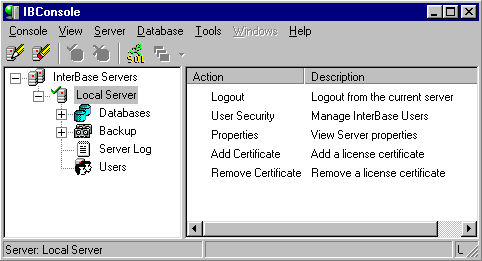 IBConsole
Console View Server Database Tools Windows Help
SQL
InterBase Servers
Local Server
Databases
Backup
Server Log
Users
Action Description
Logout Logout from the current server
User Security Manage InterBase Users
Properties View Server properties
Add Certificate Add a license certificate
Remove Certificate Remove a license certificate
Server: Local Server L